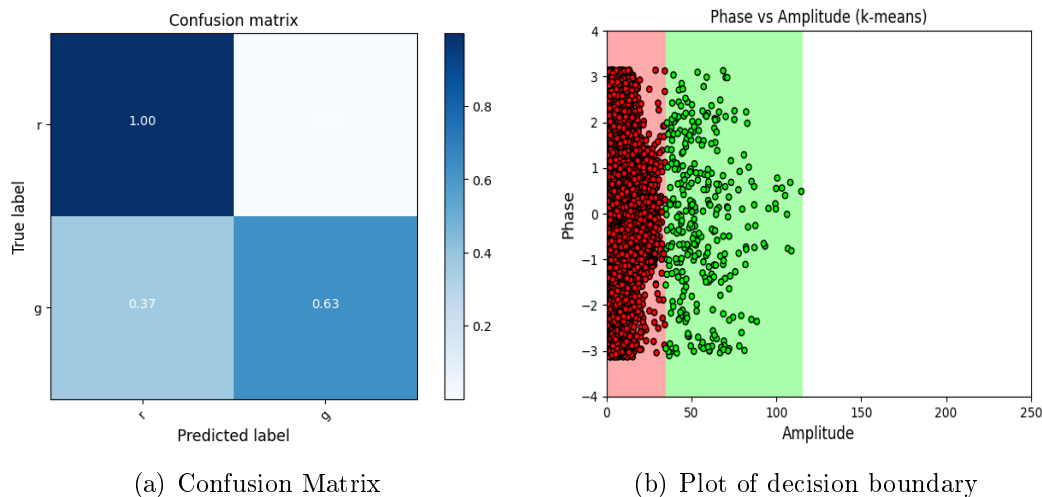 Confusion matrix
True label
r
g
1.00
0.37
0.63
r
g
Predicted label
0.8
0.6
0.4
0.2
(a) Confusion Matrix
Phase vs Amplitude (k-means)
Phase
4
3
2
1
0
−1
−2
−3
−4
0
50
100
150
200
250
Amplitude
(b) Plot of decision boundary